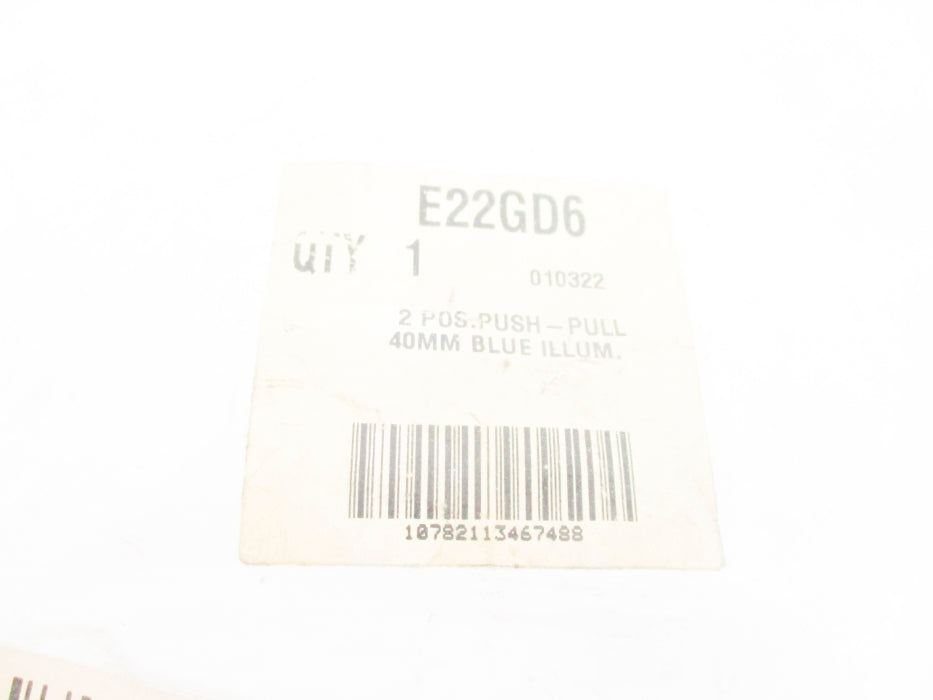 E22GD6
QTY 1
010322
2 POS.PUSH-PULL
40MM BLUE ILLUM.
10782113467488